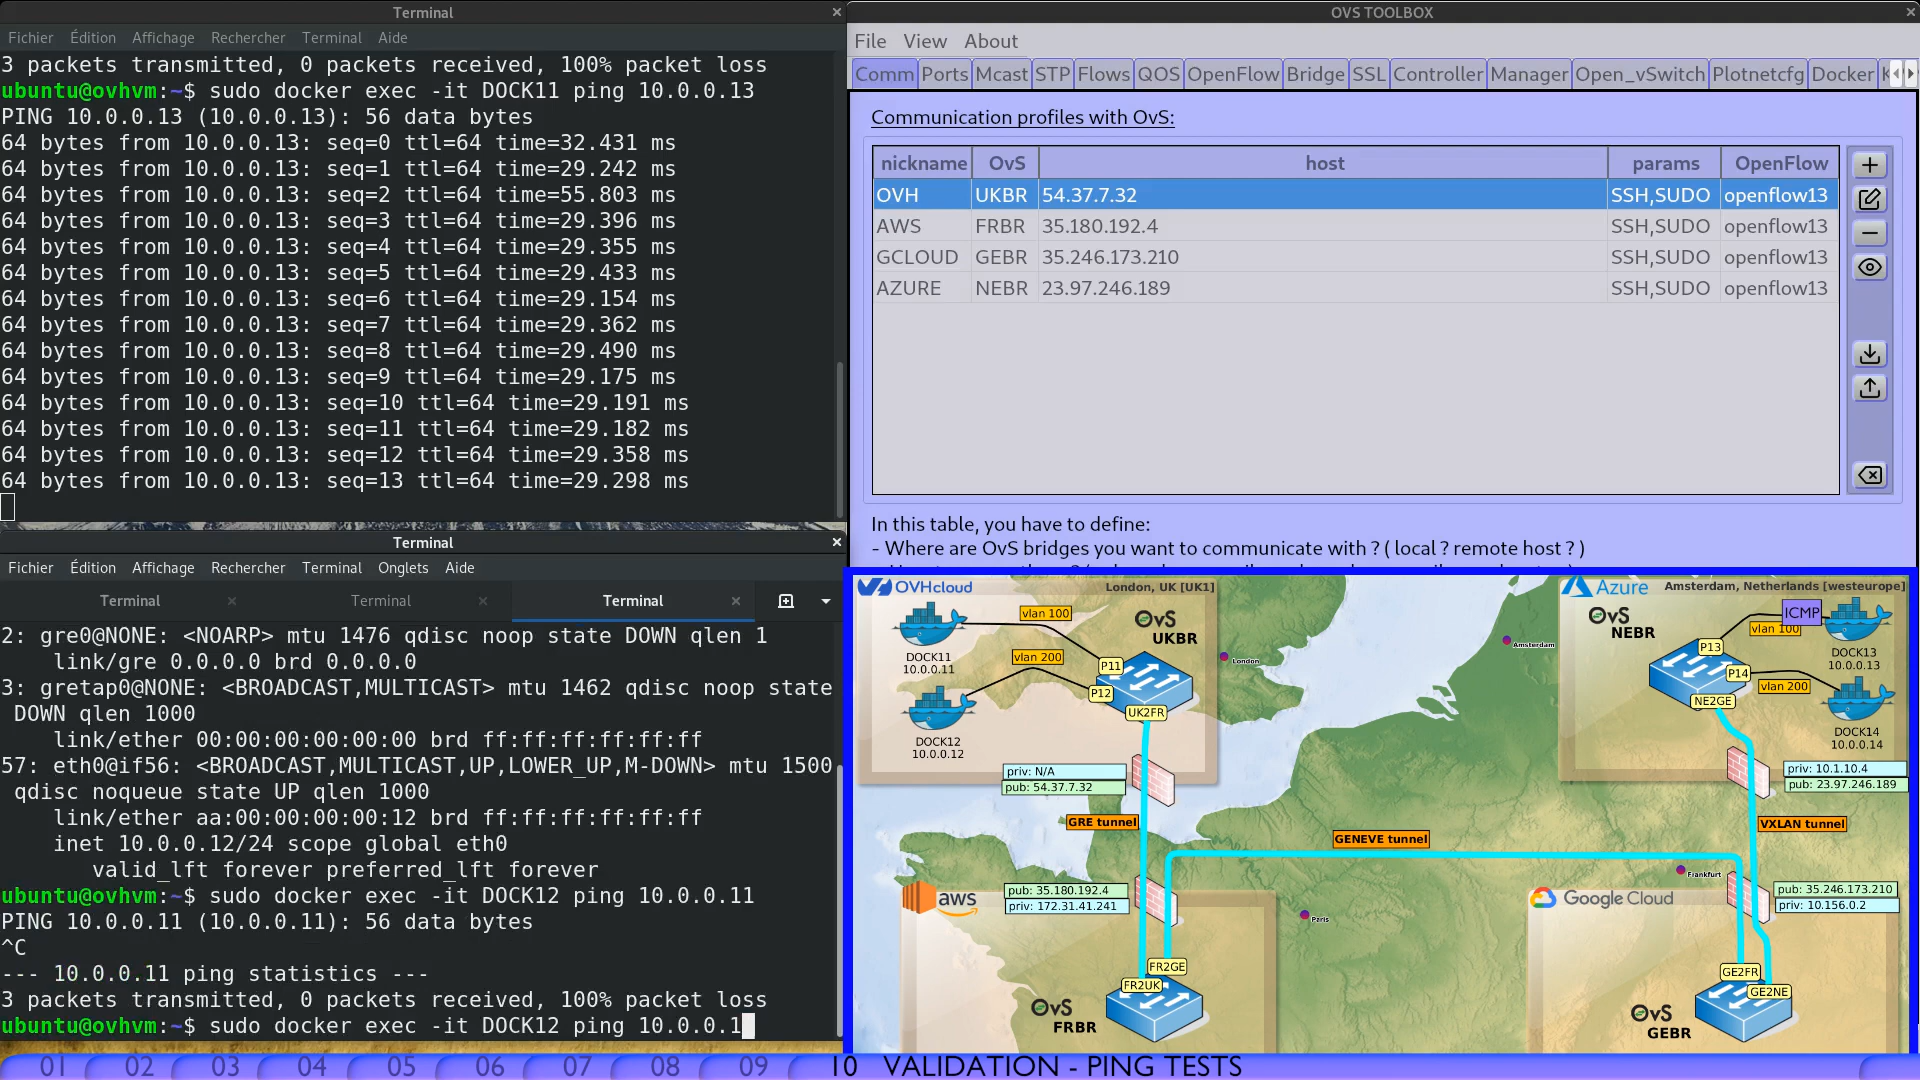 Terminal
Fichier Édition Affichage Rechercher Terminal Aide
3 packets transmitted, 0 packets received, 100% packet loss
ubuntu@ovhvm:~$ sudo docker exec -it DOCK11 ping 10.0.0.13
PING 10.0.0.13 (10.0.0.13): 56 data bytes
64 bytes from 10.0.0.13: seq=0 ttl=64 time=32.431 ms
64 bytes from 10.0.0.13: seq=1 ttl=64 time=29.242 ms
64 bytes from 10.0.0.13: seq=2 ttl=64 time=55.803 ms
64 bytes from 10.0.0.13: seq=3 ttl=64 time=29.396 ms
64 bytes from 10.0.0.13: seq=4 ttl=64 time=29.355 ms
64 bytes from 10.0.0.13: seq=5 ttl=64 time=29.433 ms
64 bytes from 10.0.0.13: seq=6 ttl=64 time=29.154 ms
64 bytes from 10.0.0.13: seq=7 ttl=64 time=29.362 ms
64 bytes from 10.0.0.13: seq=8 ttl=64 time=29.490 ms
64 bytes from 10.0.0.13: seq=9 ttl=64 time=29.175 ms
64 bytes from 10.0.0.13: seq=10 ttl=64 time=29.191 ms
64 bytes from 10.0.0.13: seq=11 ttl=64 time=29.182 ms
64 bytes from 10.0.0.13: seq=12 ttl=64 time=29.358 ms
64 bytes from 10.0.0.13: seq=13 ttl=64 time=29.298 ms
Terminal
Fichier Édition Affichage Rechercher Terminal Onglets Aide
Terminal Terminal Terminal
2: gre0@NONE: <NOARP> mtu 1476 qdisc noop state DOWN qlen 1
link/gre 0.0.0.0 brd 0.0.0.0
3: gretap0@NONE: <BROADCAST,MULTICAST> mtu 1462 qdisc noop state
DOWN qlen 1000
link/ether 00:00:00:00:00:00 brd ff:ff:ff:ff:ff:ff
57: eth0@if56: <BROADCAST,MULTICAST,UP,LOWER_UP,M-DOWN> mtu 1500
qdisc noqueue state UP qlen 1000
link/ether aa:00:00:00:00:12 brd ff:ff:ff:ff:ff:ff
inet 10.0.0.12/24 scope global eth0
valid_lft forever preferred_lft forever
ubuntu@ovhvm:~$ sudo docker exec -it DOCK12 ping 10.0.0.11
PING 10.0.0.11 (10.0.0.11): 56 data bytes
^C
--- 10.0.0.11 ping statistics ---
3 packets transmitted, 0 packets received, 100% packet loss
ubuntu@ovhvm:~$ sudo docker exec -it DOCK12 ping 10.0.0.1
OVS TOOLBOX
File View About
Comm Ports Mcast STP Flows QOS OpenFlow Bridge SSL Controller Manager Open_vSwitch Plotnetcfg Docker
Communication profiles with OvS:
nickname OvS host params OpenFlow
OVH UKBR 54.37.7.32 SSH,SUDO openflow13
AWS FRBR 35.180.192.4 SSH,SUDO openflow13
GCLOUD GEBR 35.246.173.210 SSH,SUDO openflow13
AZURE NEBR 23.97.246.189 SSH,SUDO openflow13
In this table, you have to define:
- Where are OvS bridges you want to communicate with ? ( local ? remote host ? )
OVHcloud London, UK [UK1]
vlan 100
OvS
UKBR
DOCK11
10.0.0.11
vlan 200
P11
P12
UK2FR
DOCK12
10.0.0.12
priv: N/A
pub: 54.37.7.32
London
Amsterdam
Azure Amsterdam, Netherlands [westeurope]
OvS
NEBR
ICMP
vlan 100
P13
DOCK13
10.0.0.13
P14
vlan 200
NE2GE
DOCK14
10.0.0.14
priv: 10.1.10.4
pub: 23.97.246.189
GRE tunnel
GENEVE tunnel
VXLAN tunnel
aws
pub: 35.180.192.4
priv: 172.31.41.241
Paris
Frankfurt
Google Cloud
pub: 35.246.173.210
priv: 10.156.0.2
FR2GE
FR2UK
OvS
FRBR
GE2FR
GE2NE
OvS
GEBR
01 02 03 04 05 06 07 08 09 10 VALIDATION - PING TESTS